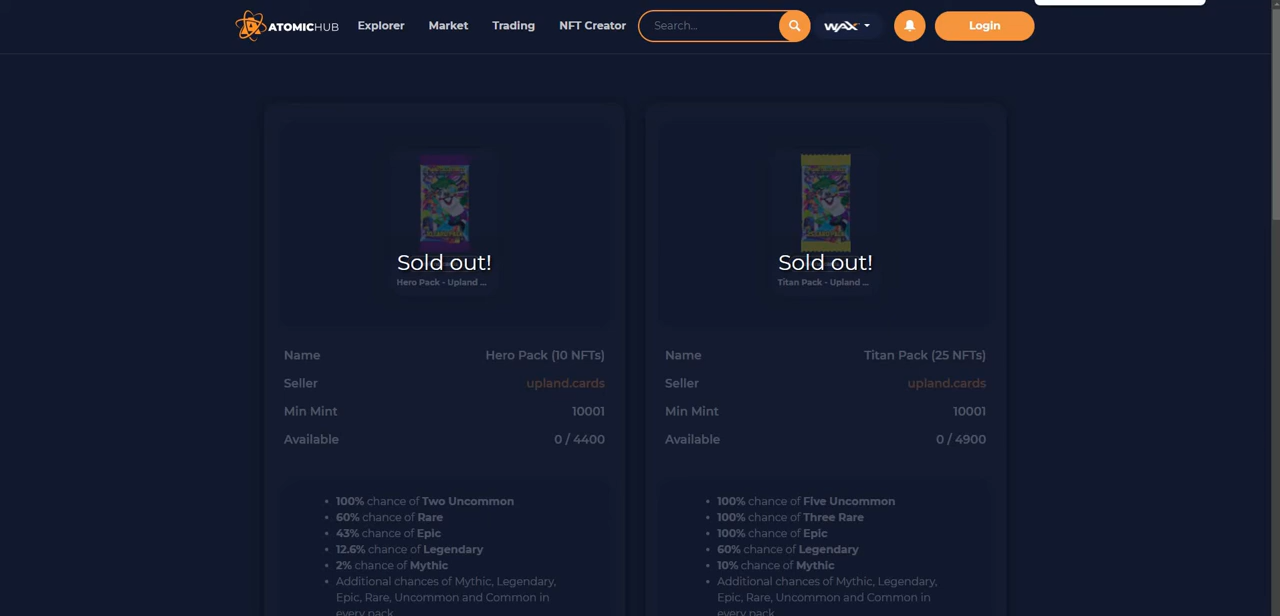 ATOMICHUB Explorer Market Trading NFT Creator Search... WAX Login
Sold out!
Hero Pack - Upland ...
Name Hero Pack (10 NFTs)
Seller upland.cards
Min Mint 10001
Available 0 / 4400
• 100% chance of Two Uncommon
• 60% chance of Rare
• 43% chance of Epic
• 12.6% chance of Legendary
• 2% chance of Mythic
• Additional chances of Mythic, Legendary,
Epic, Rare, Uncommon and Common in
every pack
Sold out!
Titan Pack - Upland ...
Name Titan Pack (25 NFTs)
Seller upland.cards
Min Mint 10001
Available 0 / 4900
• 100% chance of Five Uncommon
• 100% chance of Three Rare
• 100% chance of Epic
• 60% chance of Legendary
• 10% chance of Mythic
• Additional chances of Mythic, Legendary,
Epic, Rare, Uncommon and Common in
every pack